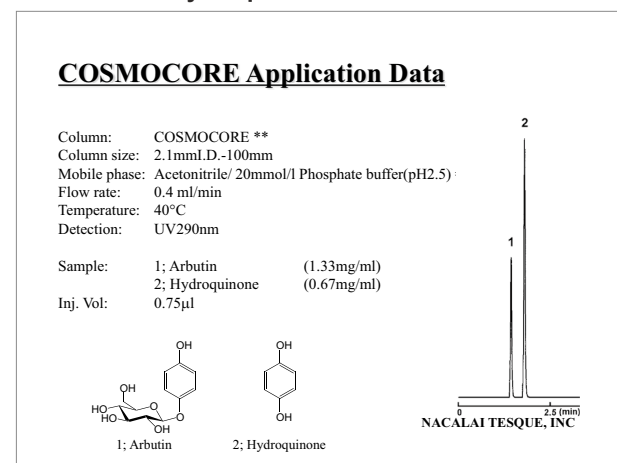 COSMOCORE Application Data
Column: COSMOCORE **
Column size: 2.1mmI.D.-100mm
Mobile phase: Acetonitrile/ 20mmol/l Phosphate buffer(pH2.5)
Flow rate: 0.4 ml/min
Temperature: 40°C
Detection: UV290nm
Sample: 1; Arbutin (1.33mg/ml)
2; Hydroquinone (0.67mg/ml)
Inj. Vol: 0.75μl
2
1
0 2.5 (min)
NACALAI TESQUE, INC
OH
OH
HO
HO
OH
O
O
1; Arbutin
OH
OH
2; Hydroquinone